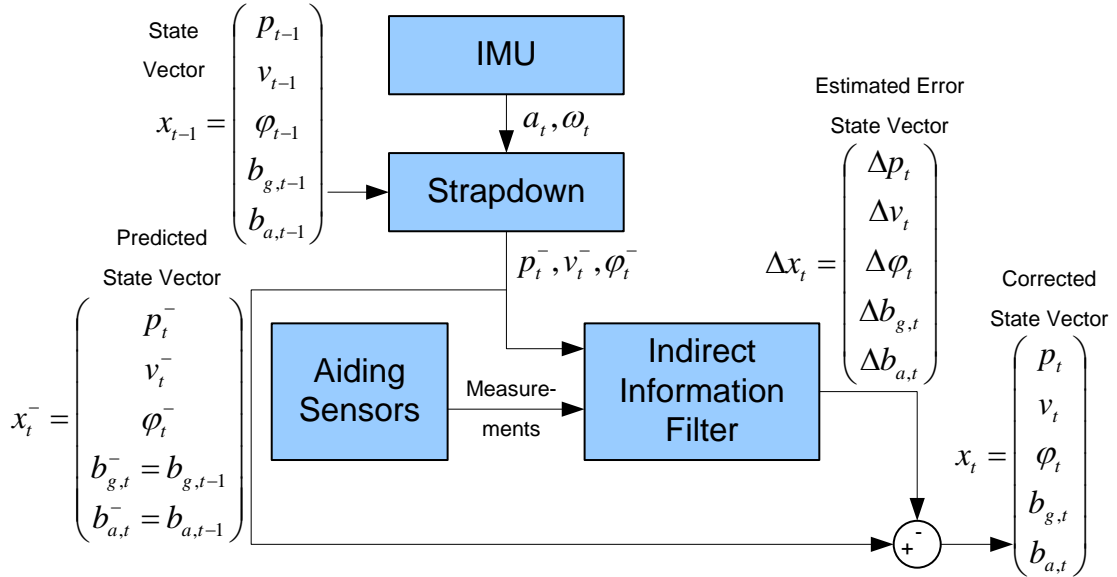 State
Vector
x_{t-1} =
p_{t-1}
v_{t-1}
φ_{t-1}
b_{g,t-1}
b_{a,t-1}
IMU
a_t, ω_t
Strapdown
p_t^-, v_t^-, φ_t^-
Estimated Error
State Vector
Δx_t =
Δp_t
Δv_t
Δφ_t
Δb_{g,t}
Δb_{a,t}
Predicted
State Vector
x_t^- =
p_t^-
v_t^-
φ_t^-
b_{g,t}^- = b_{g,t-1}
b_{a,t}^- = b_{a,t-1}
Aiding
Sensors
Measure-
ments
Indirect
Information
Filter
Corrected
State Vector
x_t =
p_t
v_t
φ_t
b_{g,t}
b_{a,t}
-
+